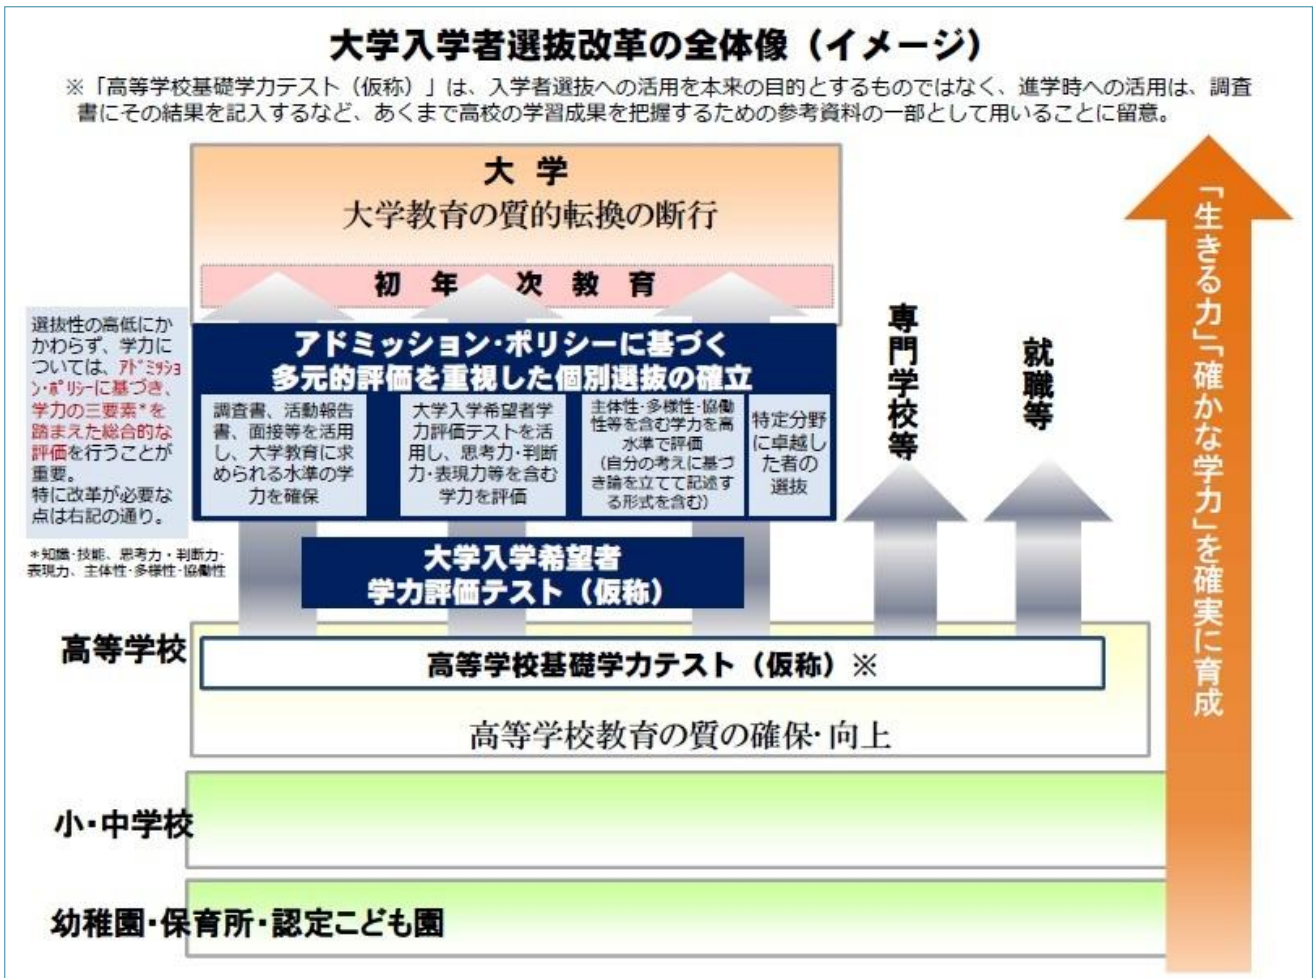 大学入学者選抜改革の全体像（イメージ）
※「高等学校基礎学力テスト（仮称）」は、入学者選抜への活用を本来の目的とするものではなく、進学時への活用は、調査
書にその結果を記入するなど、あくまで高校の学習成果を把握するための参考資料の一部として用いることに留意。
大 学
大学教育の質的転換の断行
初 年 次 教 育
選抜性の高低にか
かわらず、学力に
ついては、ｱﾄﾞﾐｯｼｮ
ﾝ･ﾎﾟﾘｼｰに基づき、
学力の三要素*を
踏まえた総合的な
評価を行うことが
重要。
特に改革が必要な
点は右記の通り。
*知識･技能、思考力・判断力･
表現力、主体性･多様性･協働性
アドミッション･ポリシーに基づく
多元的評価を重視した個別選抜の確立
調査書、活動報告
書、面接等を活用
し、大学教育に求
められる水準の学
力を確保
大学入学希望者学
力評価テストを活
用し、思考力･判断
力･表現力等を含む
学力を評価
主体性･多様性･協働
性等を含む学力を高
水準で評価
（自分の考えに基づ
き論を立てて記述す
る形式を含む）
特定分野
に卓越し
た者の
選抜
専門学校等
就職等
「生きる力」「確かな学力」を確実に育成
大学入学希望者
学力評価テスト（仮称）
高等学校
高等学校基礎学力テスト（仮称）※
高等学校教育の質の確保･向上
小･中学校
幼稚園･保育所･認定こども園